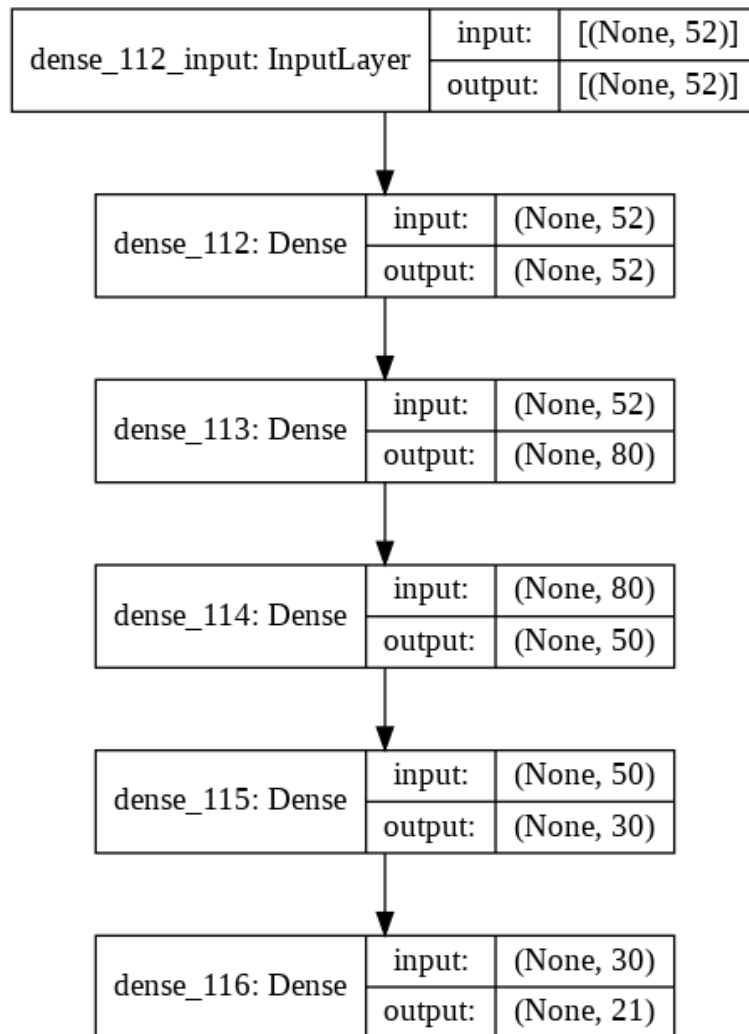 dense_112_input: InputLayer input: [(None, 52)]
output: [(None, 52)]
dense_112: Dense input: (None, 52)
output: (None, 52)
dense_113: Dense input: (None, 52)
output: (None, 80)
dense_114: Dense input: (None, 80)
output: (None, 50)
dense_115: Dense input: (None, 50)
output: (None, 30)
dense_116: Dense input: (None, 30)
output: (None, 21)